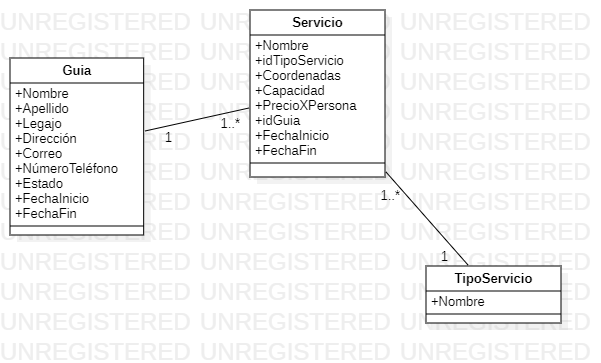 Guia
+Nombre
+Apellido
+Legajo
+Dirección
+Correo
+NúmeroTeléfono
+Estado
+FechaInicio
+FechaFin
1
1..*
Servicio
+Nombre
+idTipoServicio
+Coordenadas
+Capacidad
+PrecioXPersona
+idGuia
+FechaInicio
+FechaFin
1..*
1
TipoServicio
+Nombre
UNREGISTERED UNREGISTERED UNREGISTERED
UNREGISTERED UNREGISTERED UNREGISTERED
UNREGISTERED UNREGISTERED UNREGISTERED
UNREGISTERED UNREGISTERED UNREGISTERED
UNREGISTERED UNREGISTERED UNREGISTERED
UNREGISTERED UNREGISTERED UNREGISTERED
UNREGISTERED UNREGISTERED UNREGISTERED
UNREGISTERED UNREGISTERED UNREGISTERED
UNREGISTERED UNREGISTERED UNREGISTERED
UNREGISTERED UNREGISTERED UNREGISTERED
UNREGISTERED UNREGISTERED UNREGISTERED
UNREGISTERED UNREGISTERED UNREGISTERED